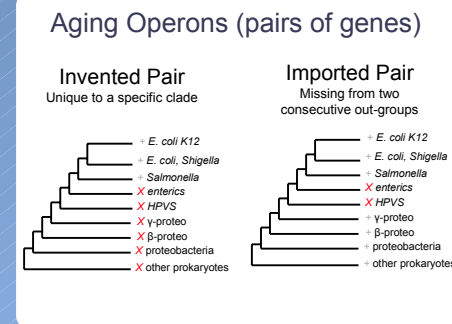 Aging Operons (pairs of genes)
Invented Pair
Unique to a specific clade
+ E. coli K12
+ E. coli, Shigella
+ Salmonella
X enterics
X HPVS
X γ-proteo
X β-proteo
X proteobacteria
X other prokaryotes
Imported Pair
Missing from two
consecutive out-groups
+ E. coli K12
+ E. coli, Shigella
+ Salmonella
X enterics
X HPVS
+ γ-proteo
+ β-proteo
+ proteobacteria
+ other prokaryotes